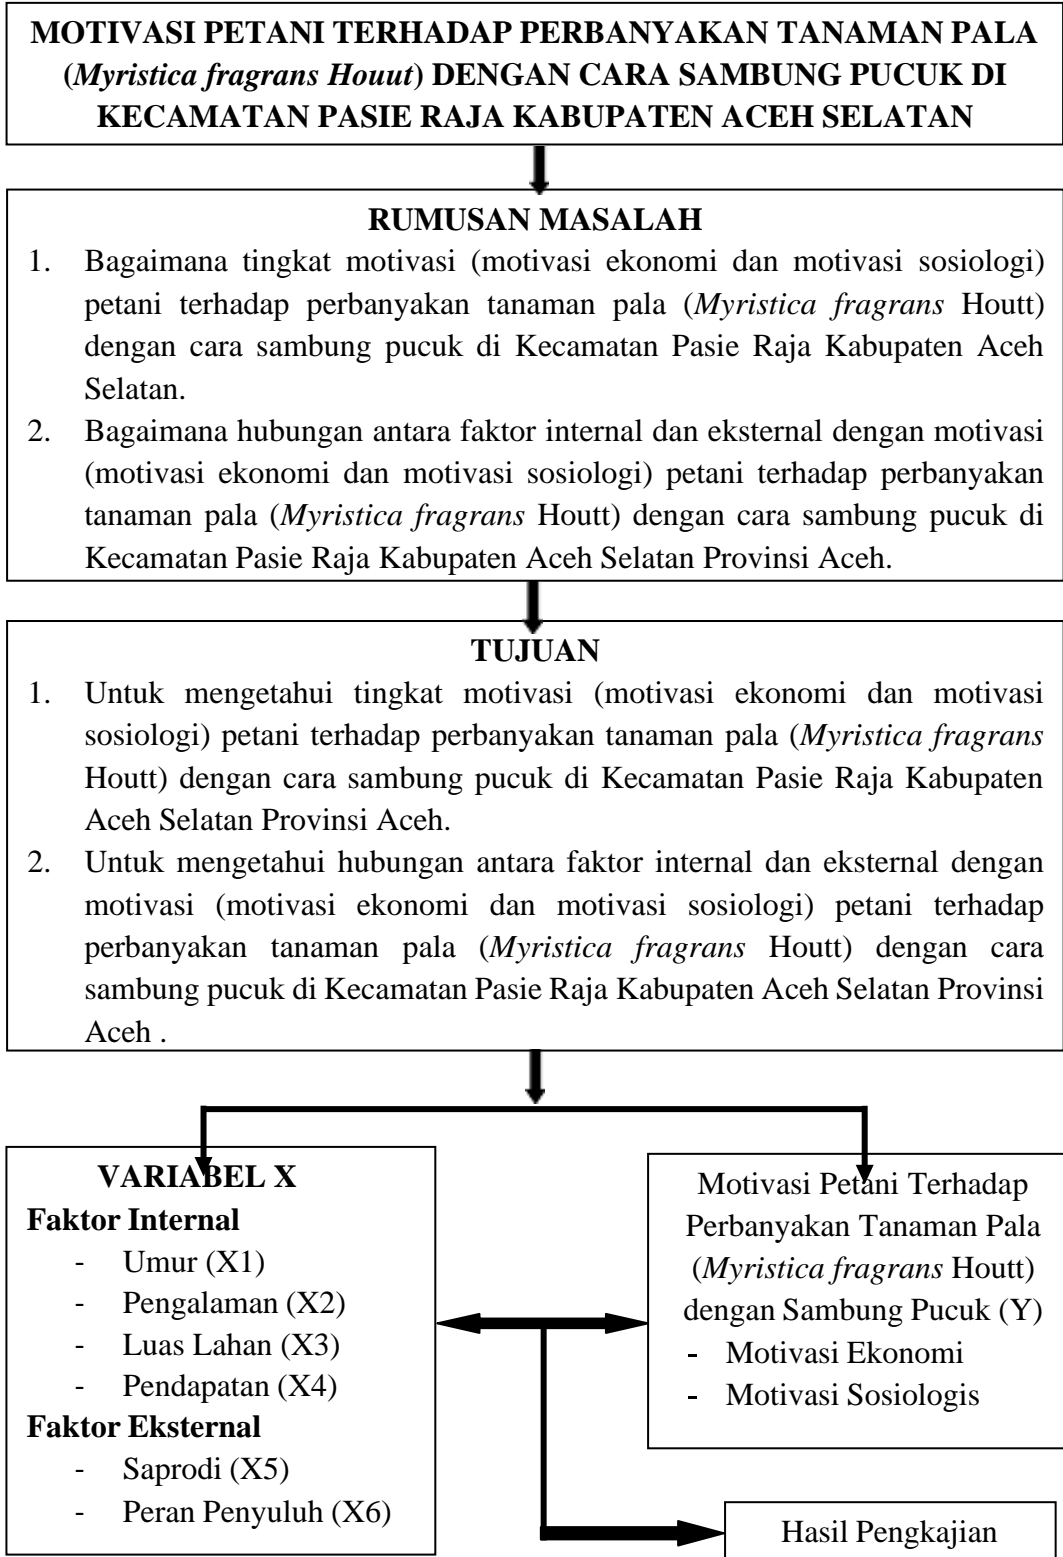 MOTIVASI PETANI TERHADAP PERBANYAKAN TANAMAN PALA
(Myristica fragrans Houut) DENGAN CARA SAMBUNG PUCUK DI
KECAMATAN PASIE RAJA KABUPATEN ACEH SELATAN
RUMUSAN MASALAH
1. Bagaimana tingkat motivasi (motivasi ekonomi dan motivasi sosiologi)
petani terhadap perbanyakan tanaman pala (Myristica fragrans Houtt)
dengan cara sambung pucuk di Kecamatan Pasie Raja Kabupaten Aceh
Selatan.
2. Bagaimana hubungan antara faktor internal dan eksternal dengan motivasi
(motivasi ekonomi dan motivasi sosiologi) petani terhadap perbanyakan
tanaman pala (Myristica fragrans Houtt) dengan cara sambung pucuk di
Kecamatan Pasie Raja Kabupaten Aceh Selatan Provinsi Aceh.
TUJUAN
1. Untuk mengetahui tingkat motivasi (motivasi ekonomi dan motivasi
sosiologi) petani terhadap perbanyakan tanaman pala (Myristica fragrans
Houtt) dengan cara sambung pucuk di Kecamatan Pasie Raja Kabupaten
Aceh Selatan Provinsi Aceh.
2. Untuk mengetahui hubungan antara faktor internal dan eksternal dengan
motivasi (motivasi ekonomi dan motivasi sosiologi) petani terhadap
perbanyakan tanaman pala (Myristica fragrans Houtt) dengan cara
sambung pucuk di Kecamatan Pasie Raja Kabupaten Aceh Selatan Provinsi
Aceh .
VARIABEL X
Faktor Internal
- Umur (X1)
- Pengalaman (X2)
- Luas Lahan (X3)
- Pendapatan (X4)
Faktor Eksternal
- Saprodi (X5)
- Peran Penyuluh (X6)
Motivasi Petani Terhadap
Perbanyakan Tanaman Pala
(Myristica fragrans Houtt)
dengan Sambung Pucuk (Y)
- Motivasi Ekonomi
- Motivasi Sosiologis
Hasil Pengkajian